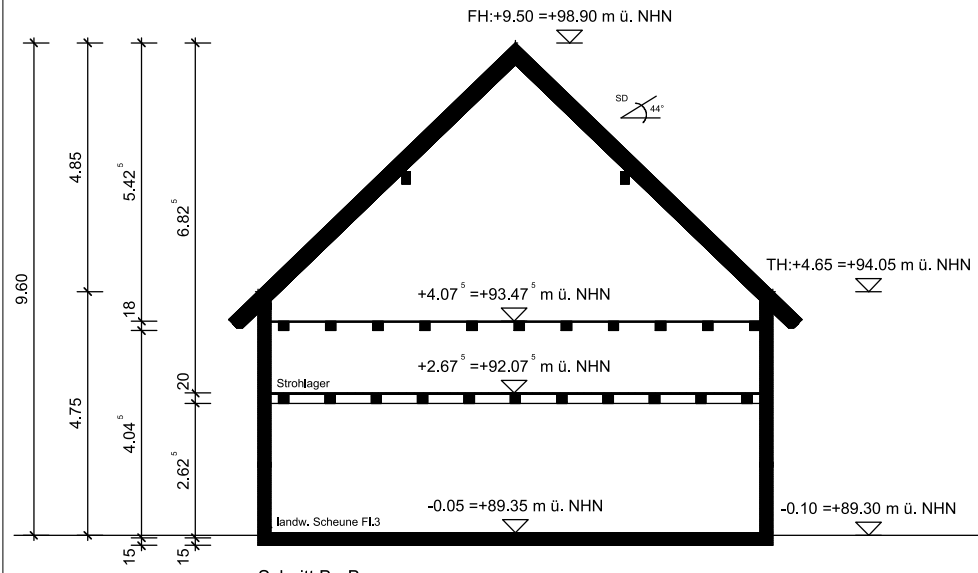 FH:+9.50 =+98.90 m ü. NHN
SD
44°
4.85
5.42⁵
6.82⁵
9.60
TH:+4.65 =+94.05 m ü. NHN
+4.07⁵ =+93.47⁵ m ü. NHN
18
+2.67⁵ =+92.07⁵ m ü. NHN
Strohlager
20
4.75
4.04⁵
2.62⁵
-0.05 =+89.35 m ü. NHN
-0.10 =+89.30 m ü. NHN
landw. Scheune Fl.3
15
15